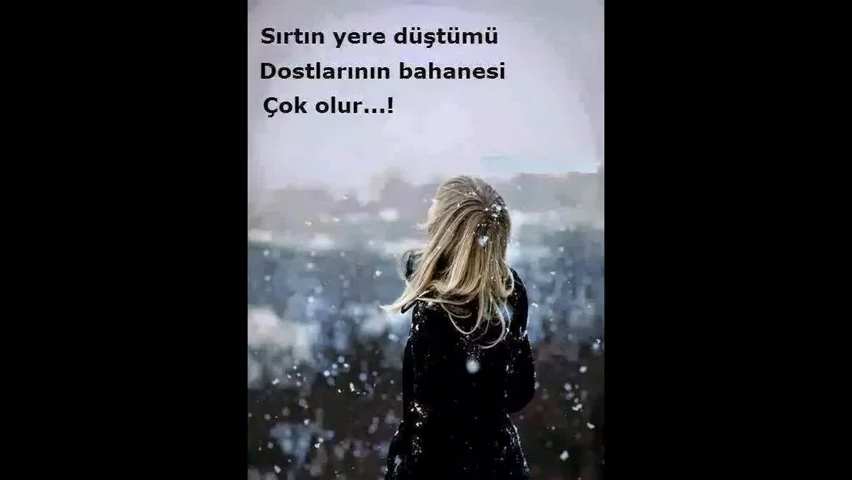 Sırtın yere düştümü
Dostlarının bahanesi
Çok olur...!